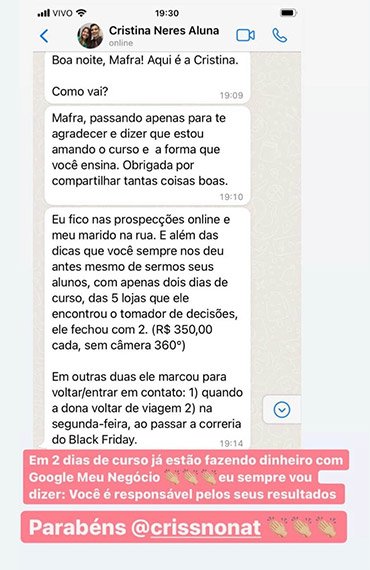 VIVO
19:30
Cristina Neres Aluna
online
Boa noite, Mafra! Aqui é a Cristina.
Como vai?
19:09
Mafra, passando apenas para te
agradecer e dizer que estou
amando o curso e a forma que
você ensina. Obrigada por
compartilhar tantas coisas boas.
19:10
Eu fico nas prospecções online e
meu marido na rua. E além das
dicas que você sempre nos deu
antes mesmo de sermos seus
alunos, com apenas dois dias de
curso, das 5 lojas que ele
encontrou o tomador de decisões,
ele fechou com 2. (R$ 350,00
cada, sem câmera 360°)
Em outras duas ele marcou para
voltar/entrar em contato: 1) quando
a dona voltar de viagem 2) na
segunda-feira, ao passar a correria
do Black Friday.
19:14
Em 2 dias de curso já estão fazendo dinheiro com
Google Meu Negócio 👏🏼👏🏼👏🏼 eu sempre vou
dizer: Você é responsável pelos seus resultados
Parabéns @crissnonat 👏🏼👏🏼👏🏼